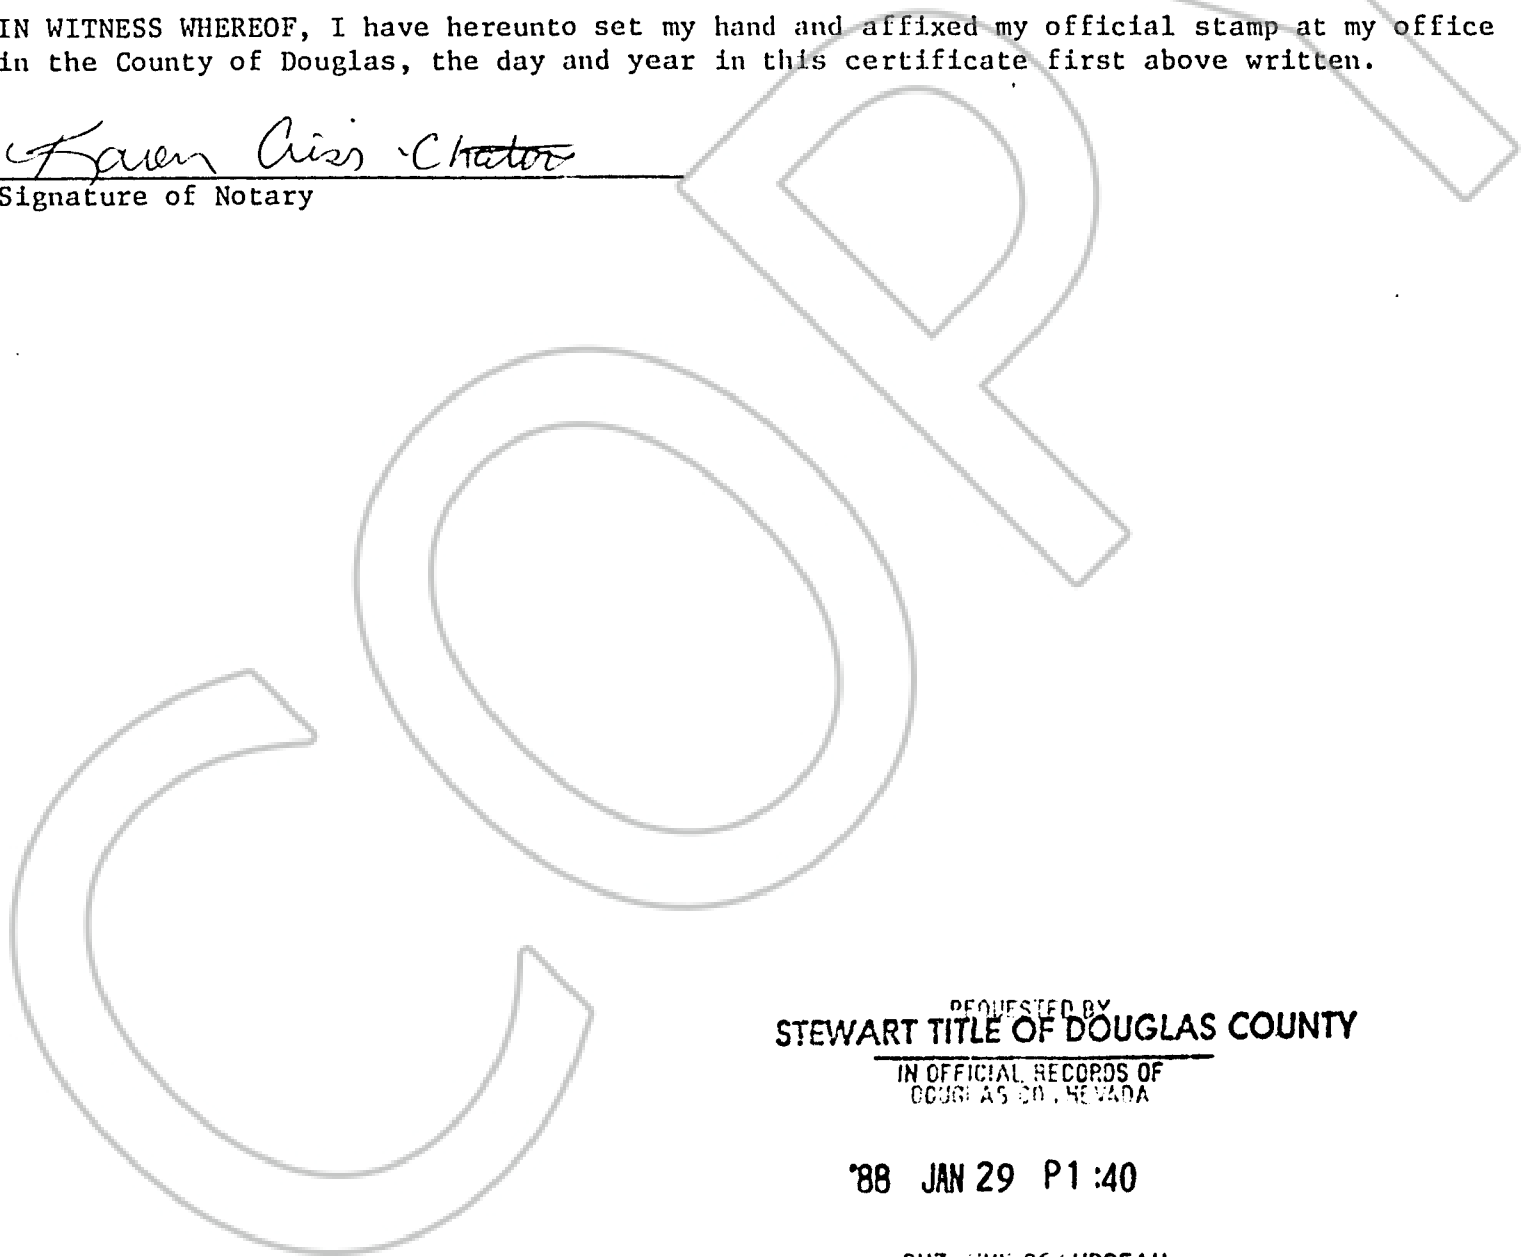 IN WITNESS WHEREOF, I have hereunto set my hand and affixed my official stamp at my office
in the County of Douglas, the day and year in this certificate first above written.
Karen Criss
Signature of Notary
COPY
REQUESTED BY
STEWART TITLE OF DOUGLAS COUNTY
IN OFFICIAL RECORDS OF
DOUGLAS CO., NEVADA
'88 JAN 29 P1:40